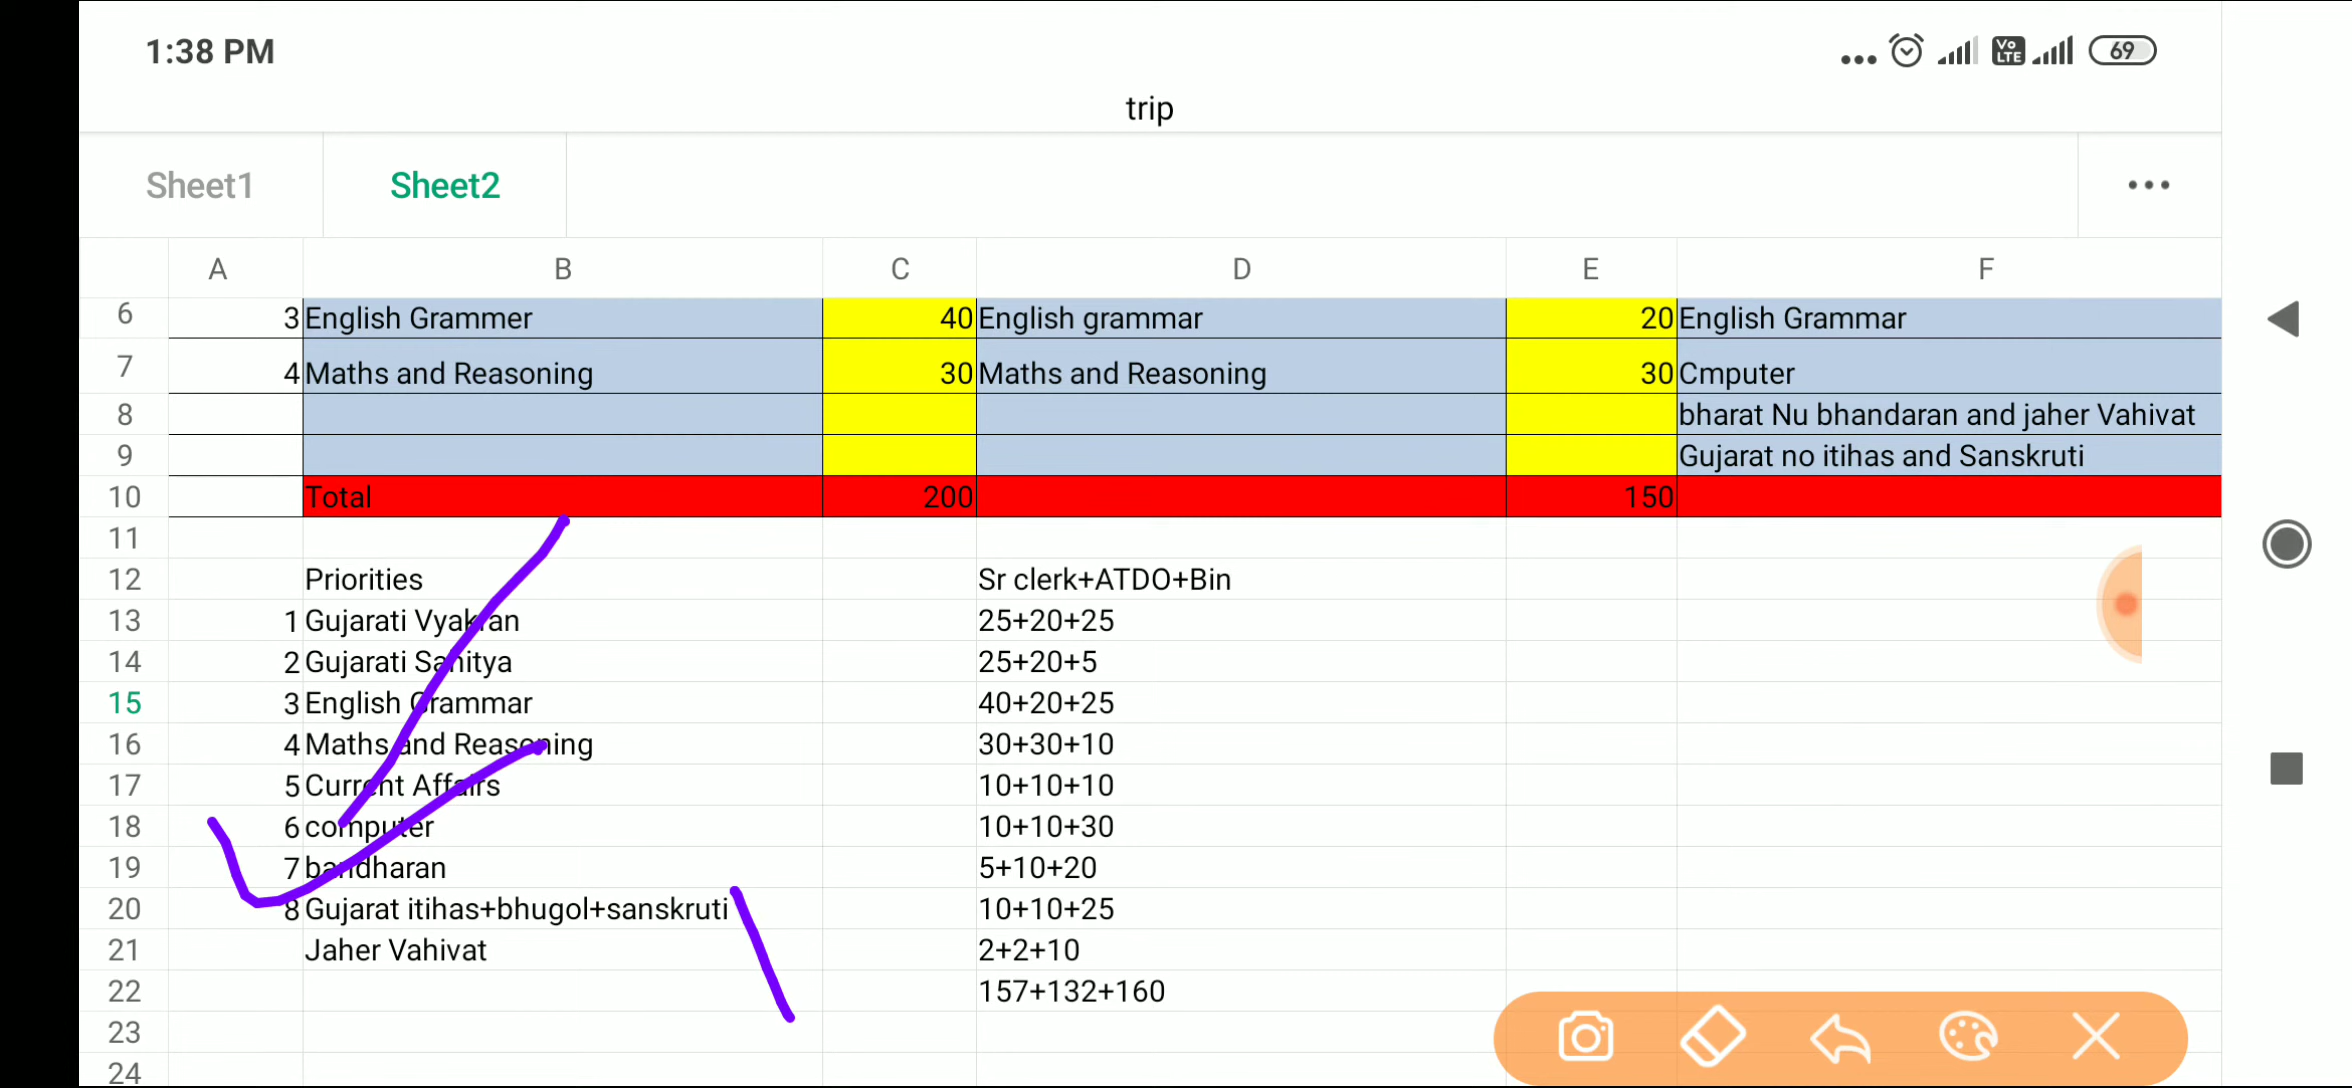 1:38 PM
Vo LTE 69
trip
Sheet1 Sheet2
A B C D E F
6 3 English Grammer 40 English grammar 20 English Grammar
7 4 Maths and Reasoning 30 Maths and Reasoning 30 Cmputer
8 bharat Nu bhandaran and jaher Vahivat
9 Gujarat no itihas and Sanskruti
10 Total 200 150
11
12 Priorities Sr clerk+ATDO+Bin
13 1 Gujarati Vyakran 25+20+25
14 2 Gujarati Sahitya 25+20+5
15 3 English Grammar 40+20+25
16 4 Maths and Reasoning 30+30+10
17 5 Current Affairs 10+10+10
18 6 computer 10+10+30
19 7 bandharan 5+10+20
20 8 Gujarat itihas+bhugol+sanskruti 10+10+25
21 Jaher Vahivat 2+2+10
22 157+132+160
23
24